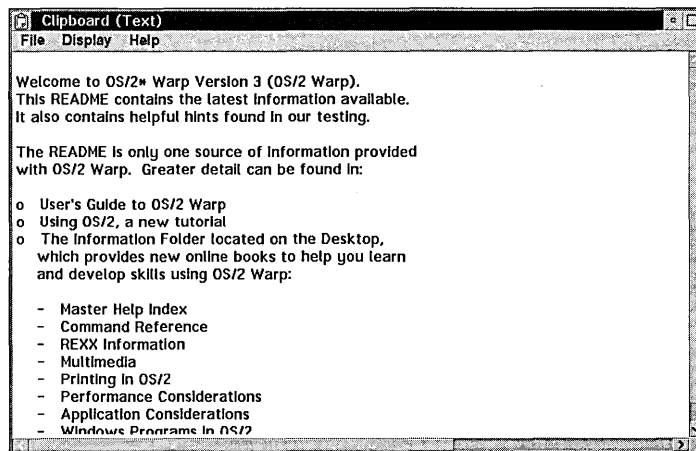 Clipboard (Text)
File Display Help
Welcome to OS/2* Warp Version 3 (OS/2 Warp).
This README contains the latest information available.
It also contains helpful hints found in our testing.
The README is only one source of information provided
with OS/2 Warp. Greater detail can be found in:
o User's Guide to OS/2 Warp
o Using OS/2, a new tutorial
o The Information Folder located on the Desktop,
which provides new online books to help you learn
and develop skills using OS/2 Warp:
- Master Help Index
- Command Reference
- REXX Information
- Multimedia
- Printing in OS/2
- Performance Considerations
- Application Considerations
- Windows Programs in OS/2